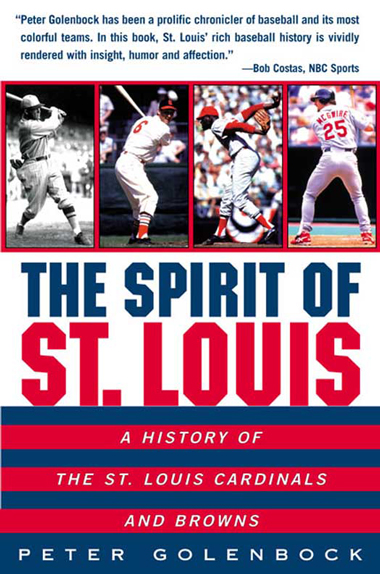 “Peter Golenbock has been a prolific chronicler of baseball and its most
colorful teams. In this book, St. Louis’ rich baseball history is vividly
rendered with insight, humor and affection.”
—Bob Costas, NBC Sports
6
McGWIRE
25
THE SPIRIT OF
ST. LOUIS
A HISTORY OF
THE ST. LOUIS CARDINALS
AND BROWNS
PETER GOLENBOCK